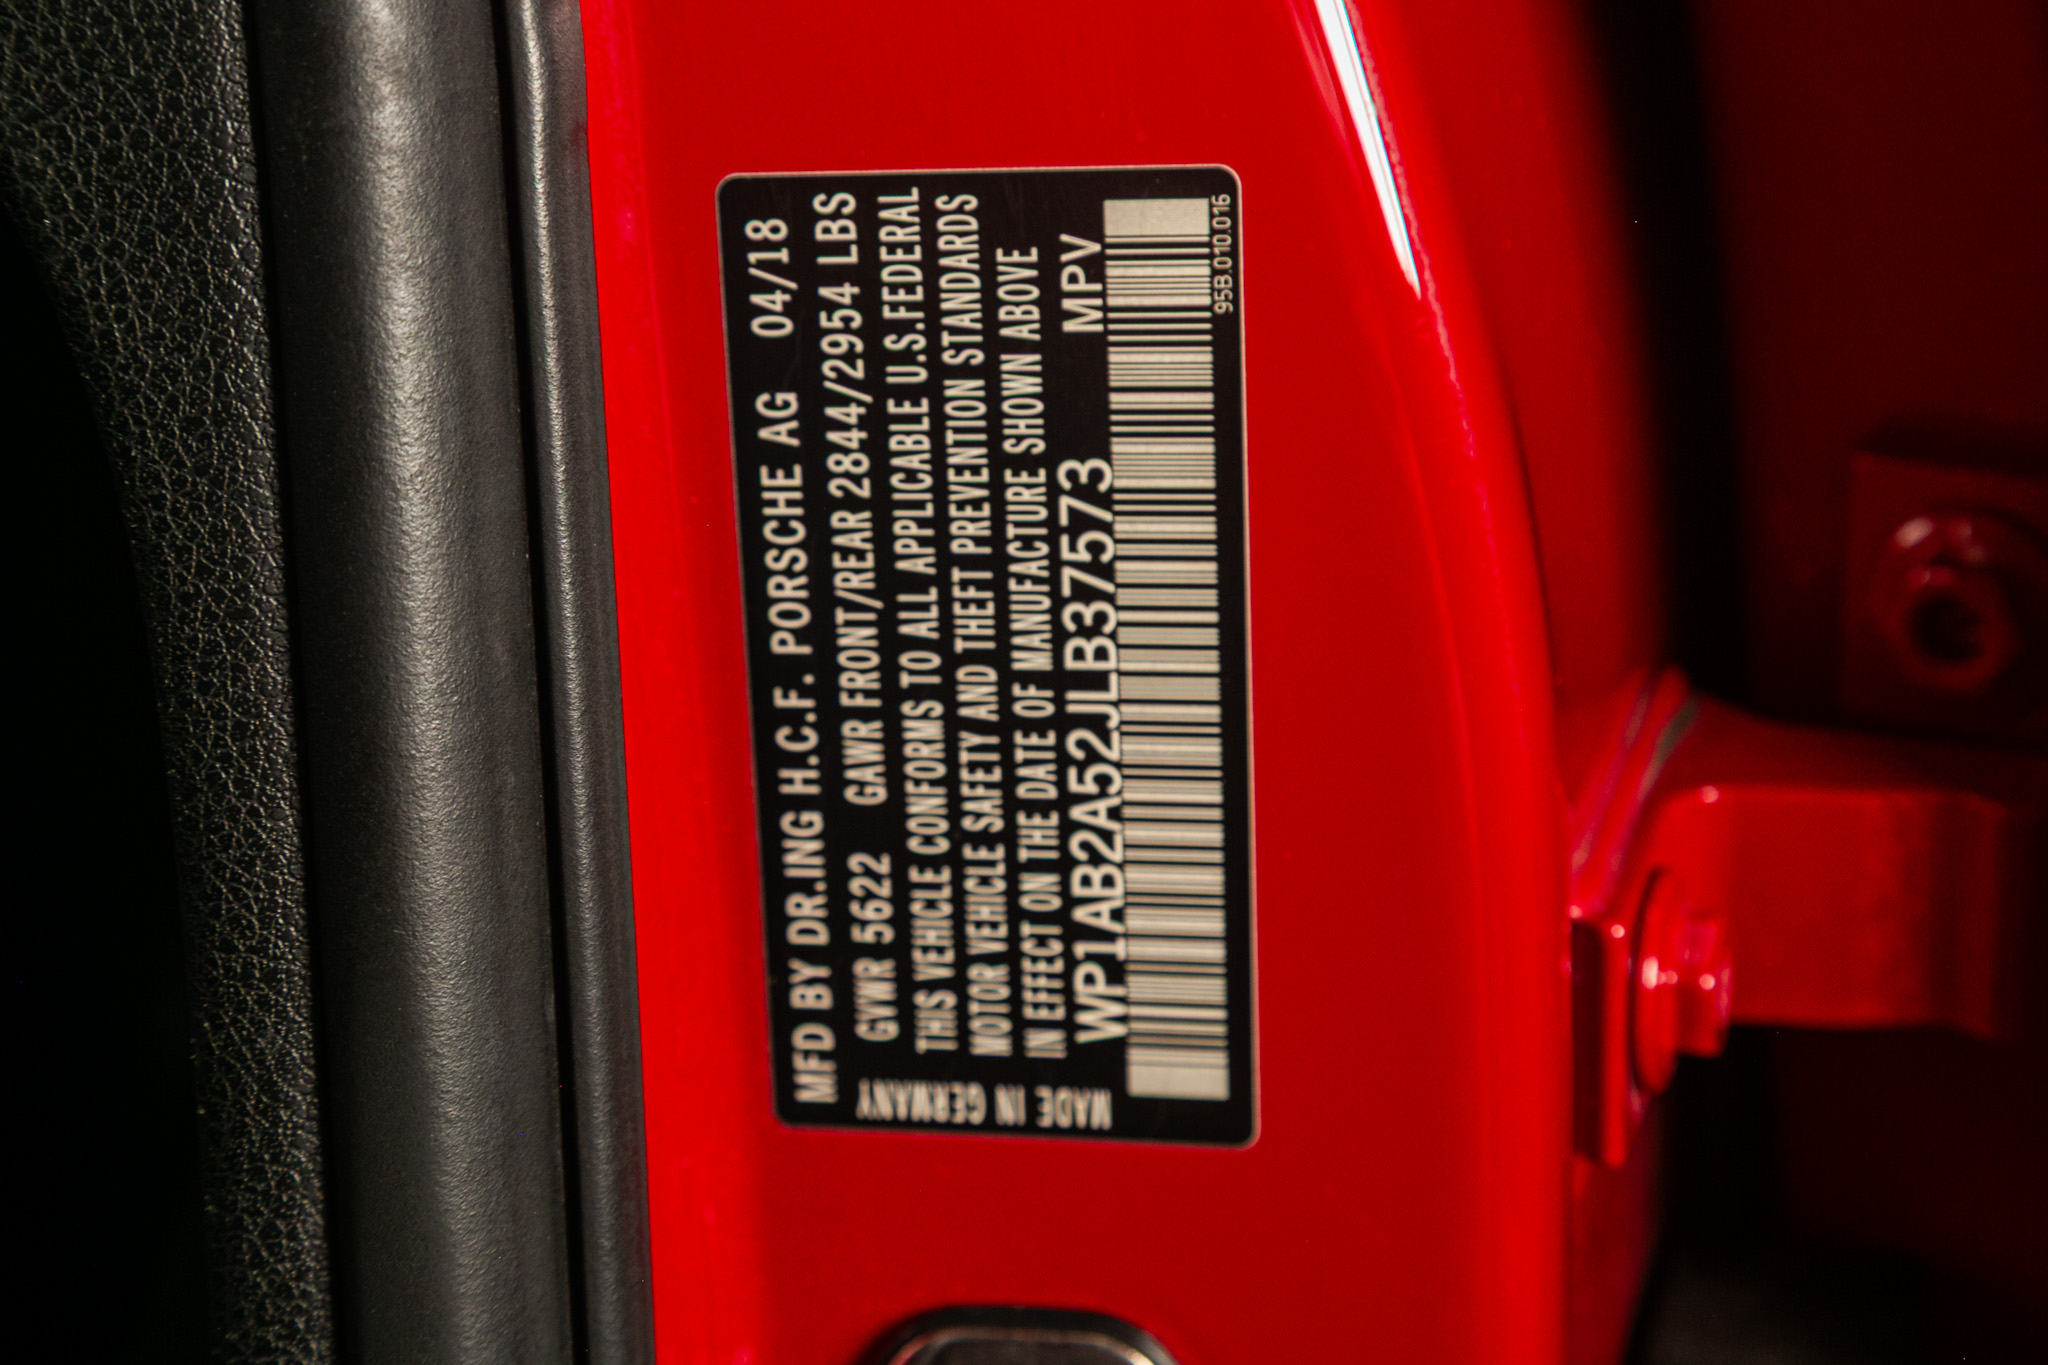 MFD BY DR.ING H.C.F. PORSCHE AG 04/18
GVWR 5622 GAWR FRONT/REAR 2844/2954 LBS
THIS VEHICLE CONFORMS TO ALL APPLICABLE U.S.FEDERAL
MOTOR VEHICLE SAFETY AND THEFT PREVENTION STANDARDS
IN EFFECT ON THE DATE OF MANUFACTURE SHOWN ABOVE
WP1AB2A52JLB37573 MPV
95B.010.016
MADE IN GERMANY